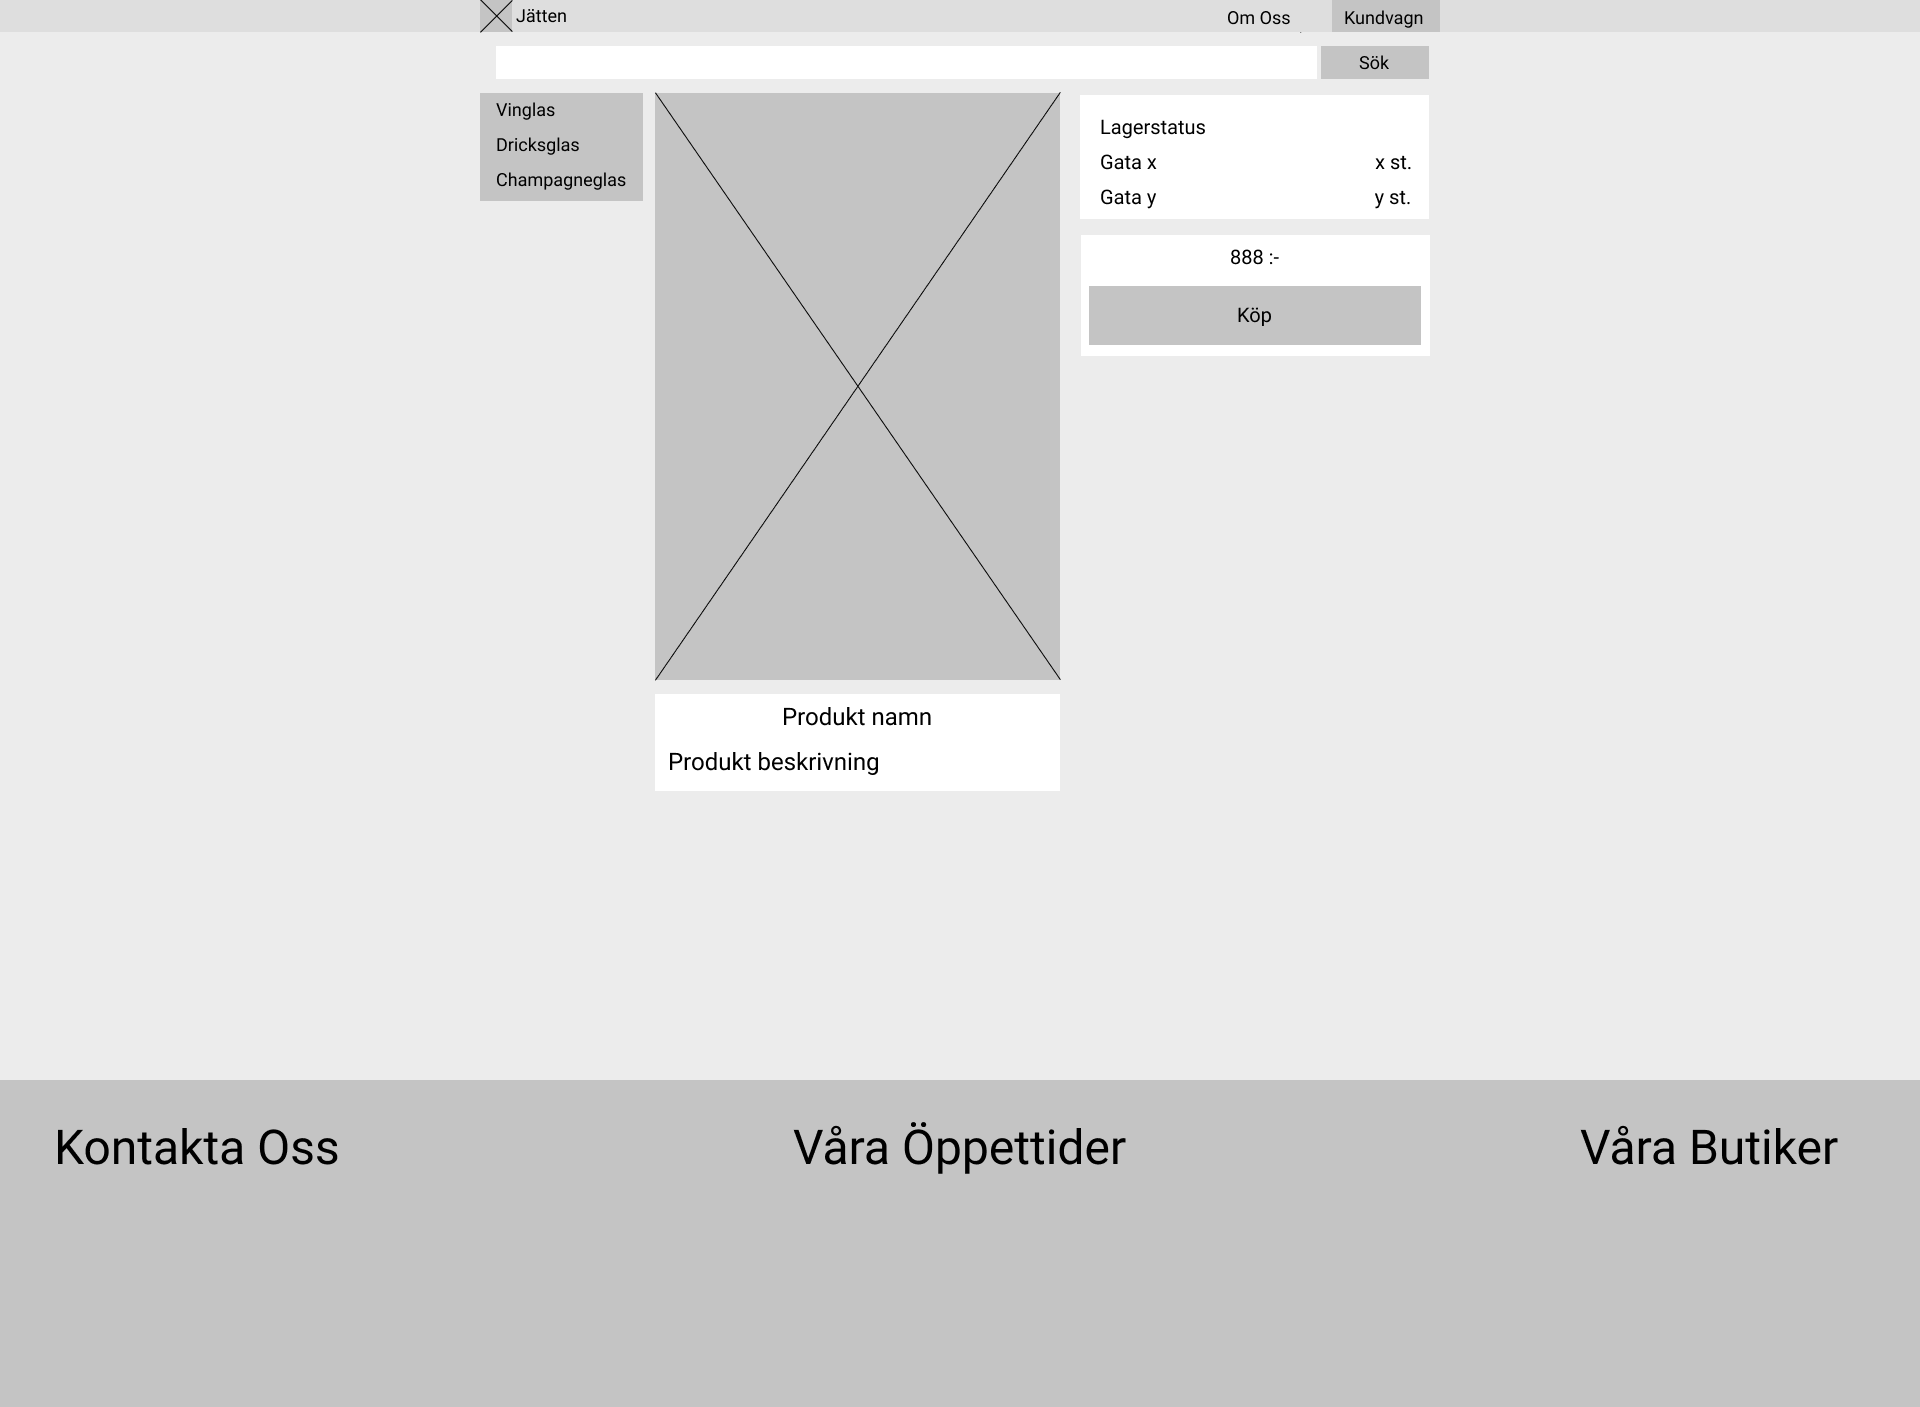 Jätten
Om Oss
Kundvagn
Sök
Vinglas
Dricksglas
Champagneglas
Lagerstatus
Gata x x st.
Gata y y st.
888 :-
Köp
Produkt namn
Produkt beskrivning
Kontakta Oss
Våra Öppettider
Våra Butiker